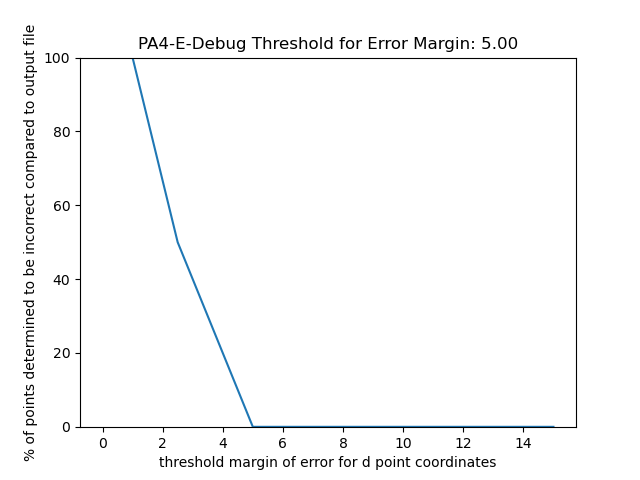 PA4-E-Debug Threshold for Error Margin: 5.00
% of points determined to be incorrect compared to output file
100
80
60
40
20
0
0 2 4 6 8 10 12 14
threshold margin of error for d point coordinates